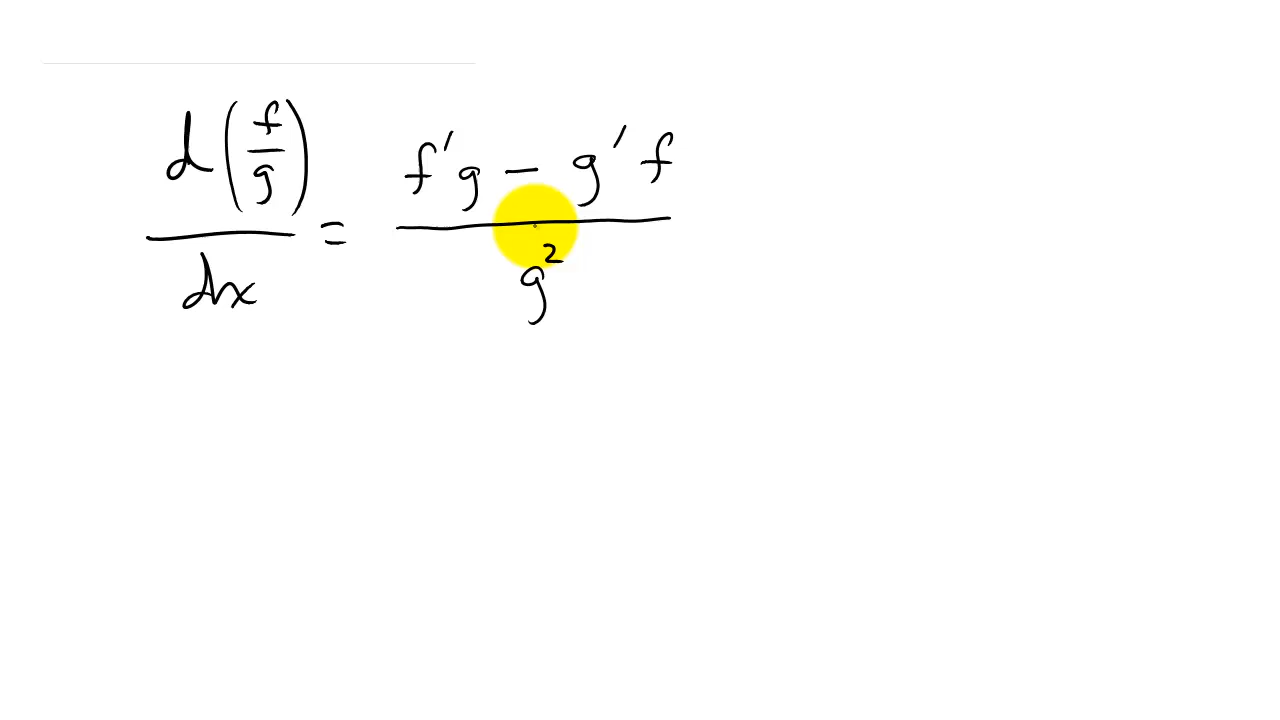 d(f/g)/dx = (f'g - g'f)/g²